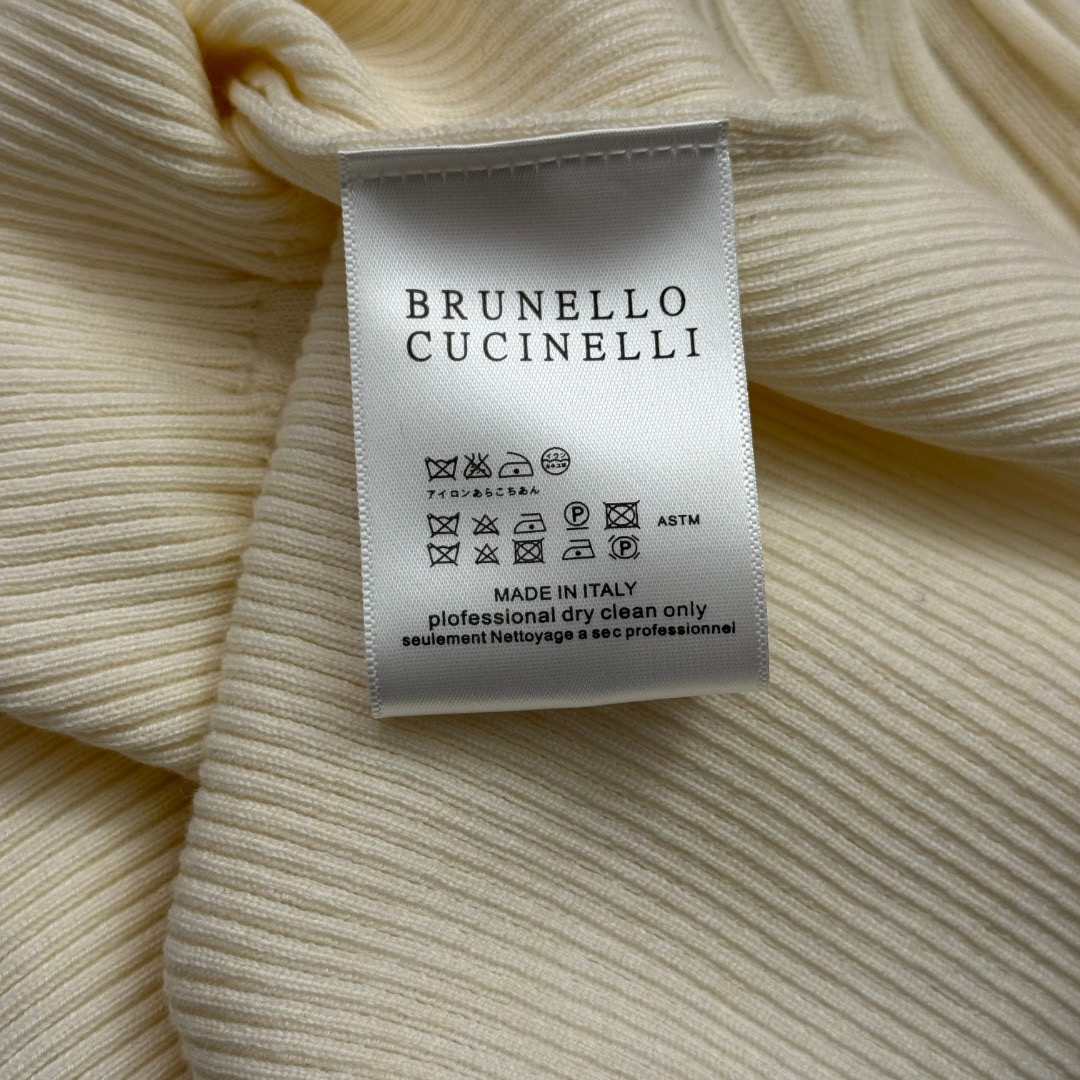 BRUNELLO
CUCINELLI
アイロンあらこちあん
P
ASTM
P
MADE IN ITALY
plofessional dry clean only
seulement Nettoyage a sec professionnel